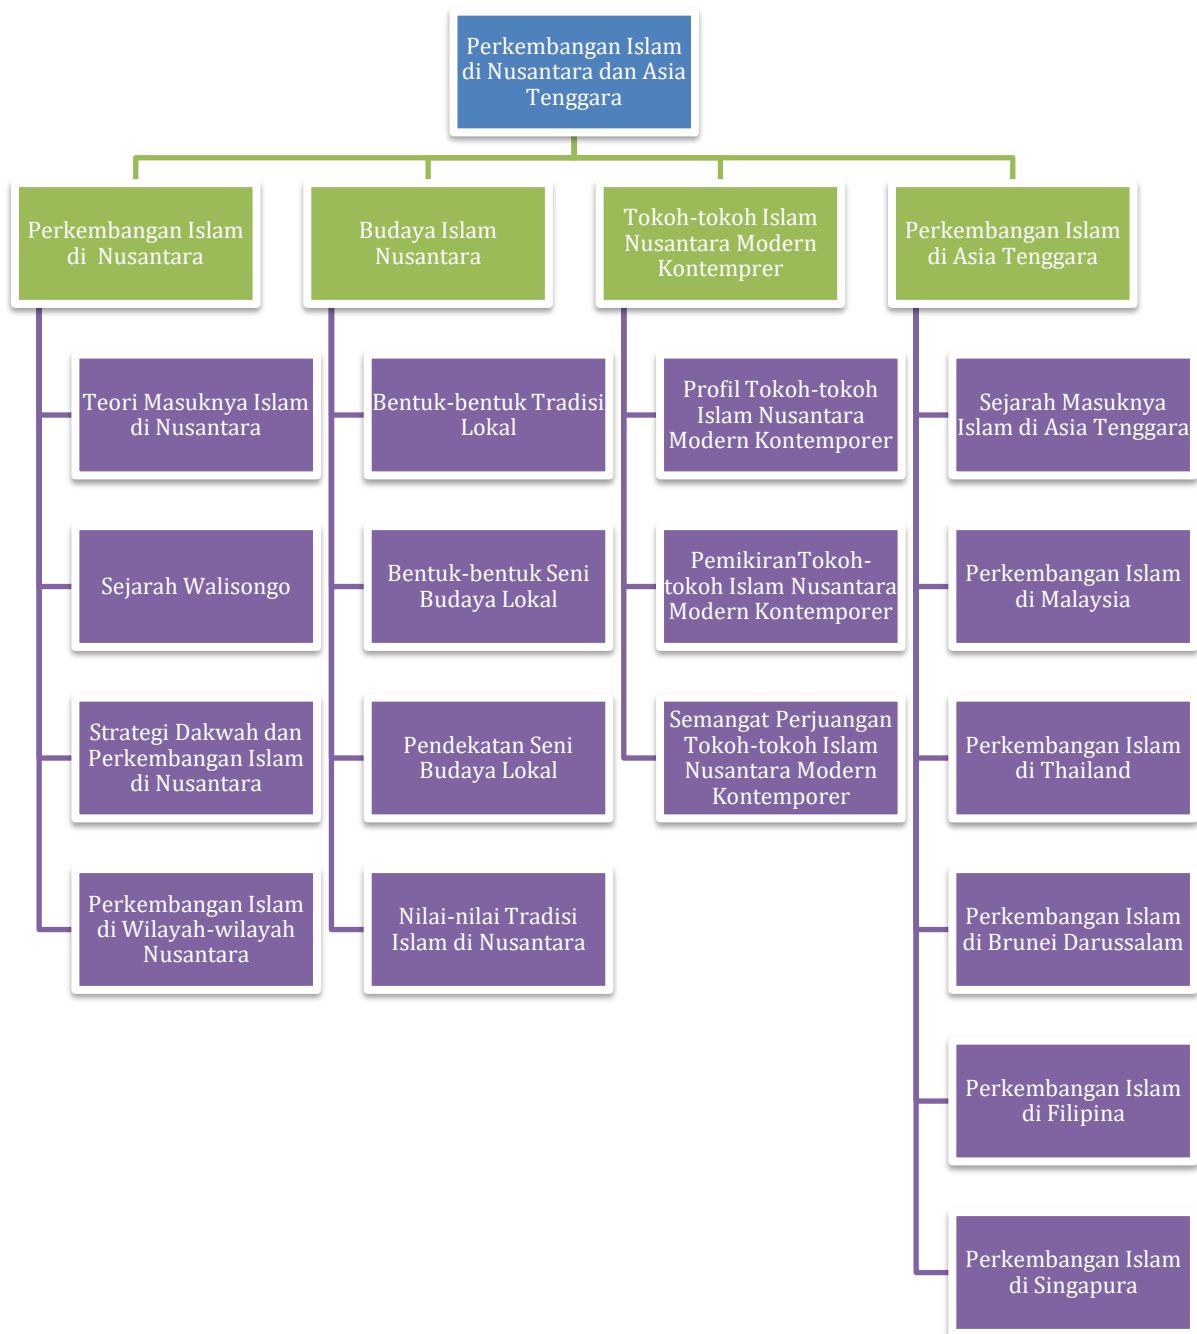 Perkembangan Islam
di Nusantara dan Asia
Tenggara
Perkembangan Islam
di Nusantara
Teori Masuknya Islam
di Nusantara
Sejarah Walisongo
Strategi Dakwah dan
Perkembangan Islam
di Nusantara
Perkembangan Islam
di Wilayah-wilayah
Nusantara
Budaya Islam
Nusantara
Bentuk-bentuk Tradisi
Lokal
Bentuk-bentuk Seni
Budaya Lokal
Pendekatan Seni
Budaya Lokal
Nilai-nilai Tradisi
Islam di Nusantara
Tokoh-tokoh Islam
Nusantara Modern
Kontemprer
Profil Tokoh-tokoh
Islam Nusantara
Modern Kontemporer
PemikiranTokoh-
tokoh Islam Nusantara
Modern Kontemporer
Semangat Perjuangan
Tokoh-tokoh Islam
Nusantara Modern
Kontemporer
Perkembangan Islam
di Asia Tenggara
Sejarah Masuknya
Islam di Asia Tenggara
Perkembangan Islam
di Malaysia
Perkembangan Islam
di Thailand
Perkembangan Islam
di Brunei Darussalam
Perkembangan Islam
di Filipina
Perkembangan Islam
di Singapura